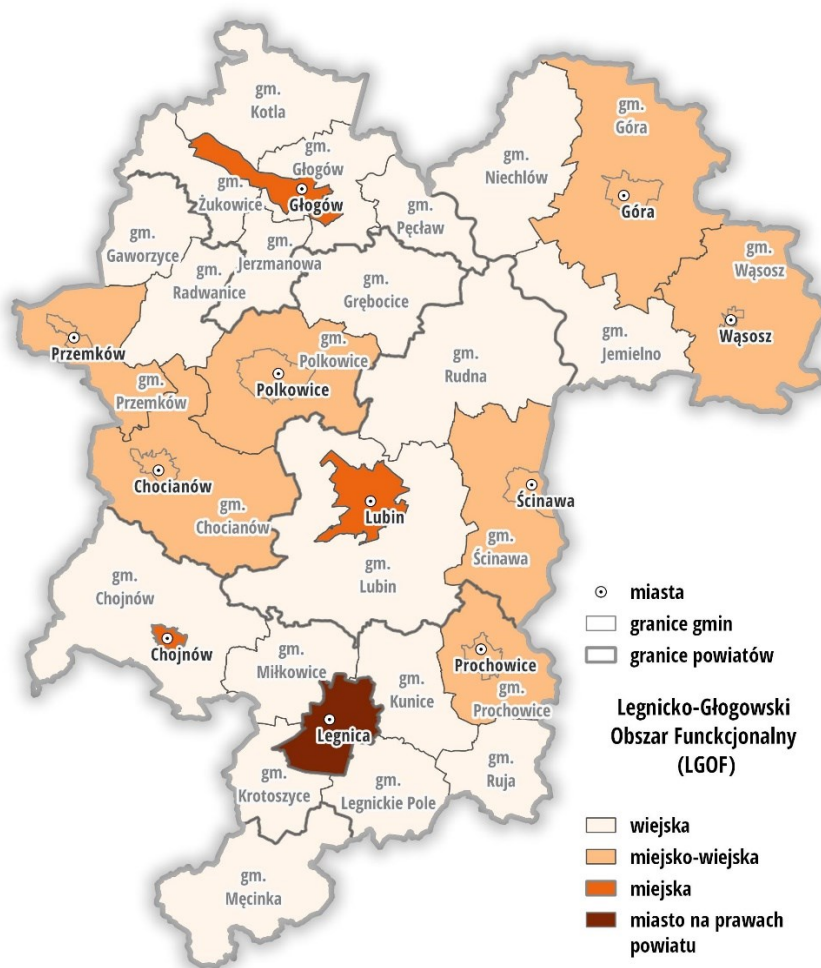 gm.
Kotla
gm.
Głogów
gm.
Żukowice
Głogów
gm.
Pęcław
gm.
Niechlów
gm.
Góra
Góra
gm.
Gaworzyce
gm.
Jerzmanowa
gm.
Radwanice
gm.
Grębocice
gm.
Wąsosz
Wąsosz
gm.
Jemielno
Przemków
gm.
Przemków
gm.
Polkowice
Polkowice
gm.
Rudna
Chocianów
gm.
Chocianów
Lubin
gm.
Lubin
Ścinawa
gm.
Ścinawa
gm.
Chojnów
Chojnów
gm.
Miłkowice
gm.
Kunice
Prochowice
gm.
Prochowice
Legnica
gm.
Krotoszyce
gm.
Legnickie Pole
gm.
Ruja
gm.
Męcinka
miasta
granice gmin
granice powiatów
Legnicko-Głogowski
Obszar Funckcjonalny
(LGOF)
wiejska
miejsko-wiejska
miejska
miasto na prawach
powiatu